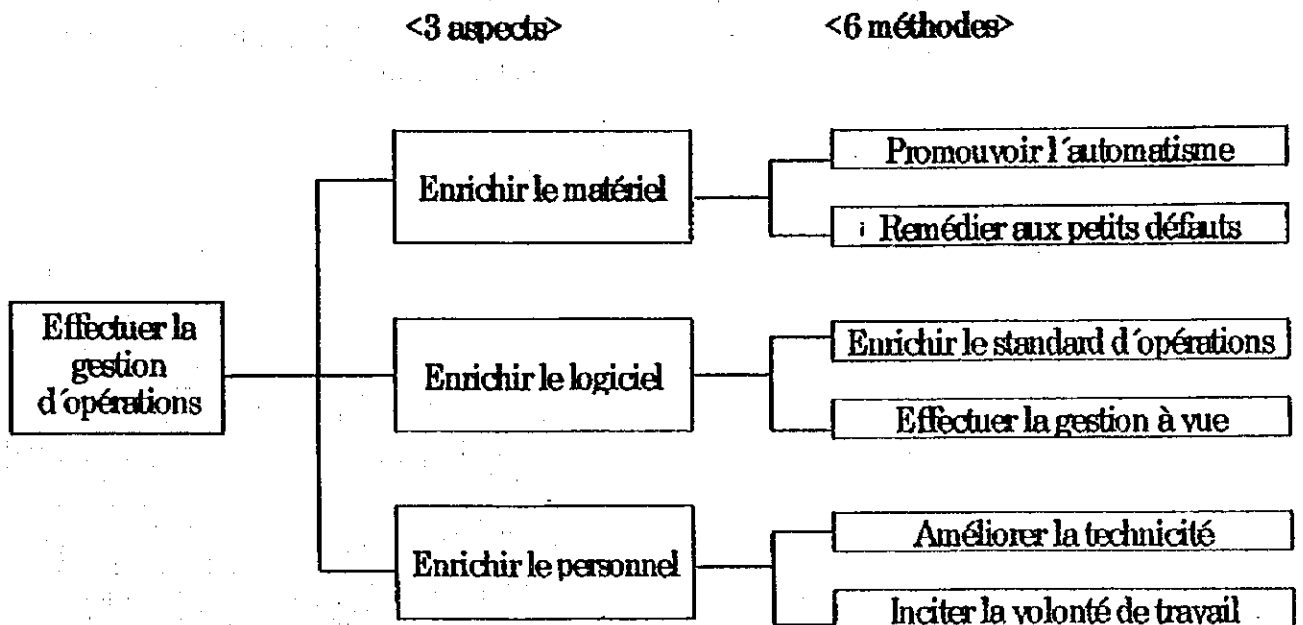 <3 aspects> <6 méthodes>
Promouvoir l´automatisme
Enrichir le matériel
Remédier aux petits défauts
Effectuer la
gestion
d´opérations
Enrichir le standard d´opérations
Enrichir le logiciel
Effectuer la gestion à vue
Améliorer la technicité
Enrichir le personnel
Inciter la volonté de travail